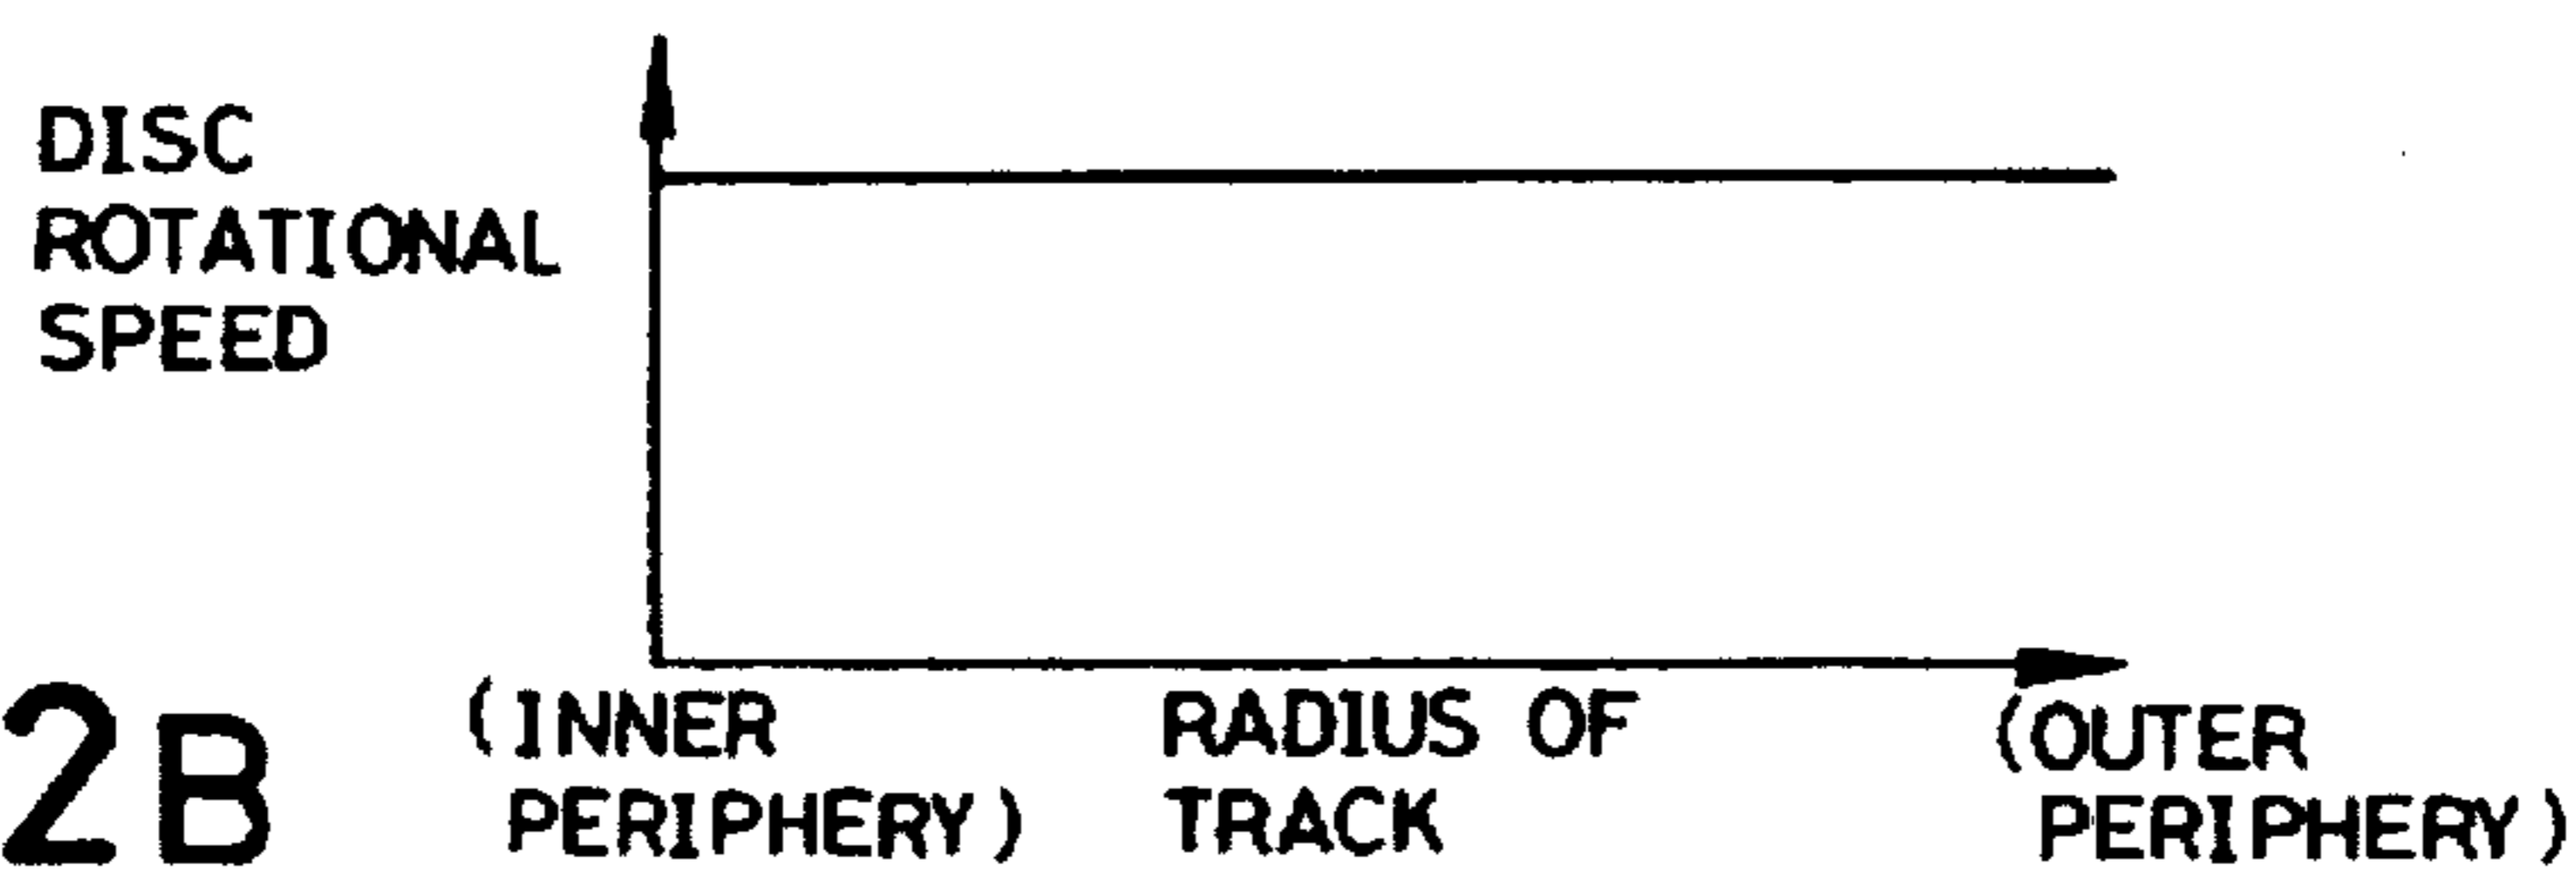 DISC
ROTATIONAL
SPEED
2B
(INNER
PERIPHERY)
RADIUS OF
TRACK
(OUTER
PERIPHERY)